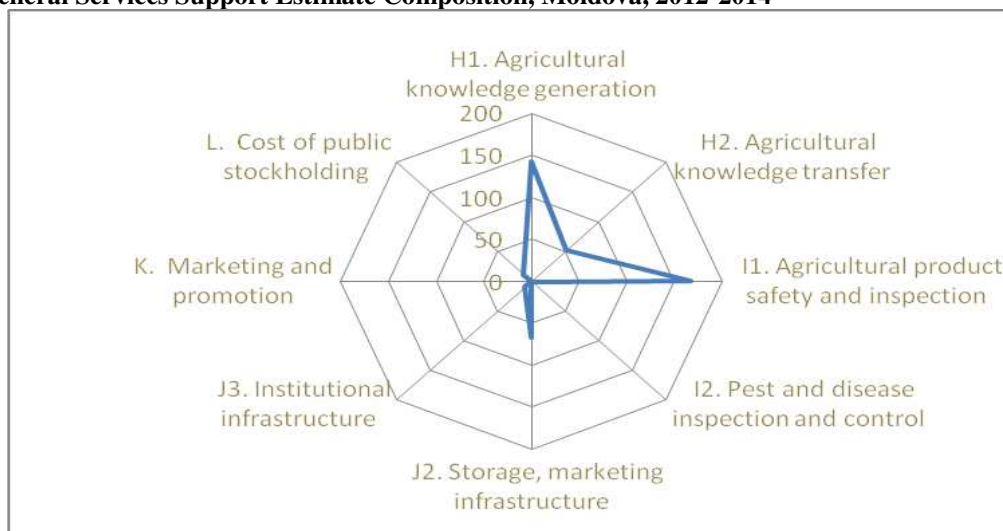 eneral Services Support Estimate Composition, Moldova, 2012-2014
H1. Agricultural
knowledge generation
200
150
100
50
0
H2. Agricultural
knowledge transfer
I1. Agricultural product
safety and inspection
I2. Pest and disease
inspection and control
J2. Storage, marketing
infrastructure
J3. Institutional
infrastructure
K. Marketing and
promotion
L. Cost of public
stockholding